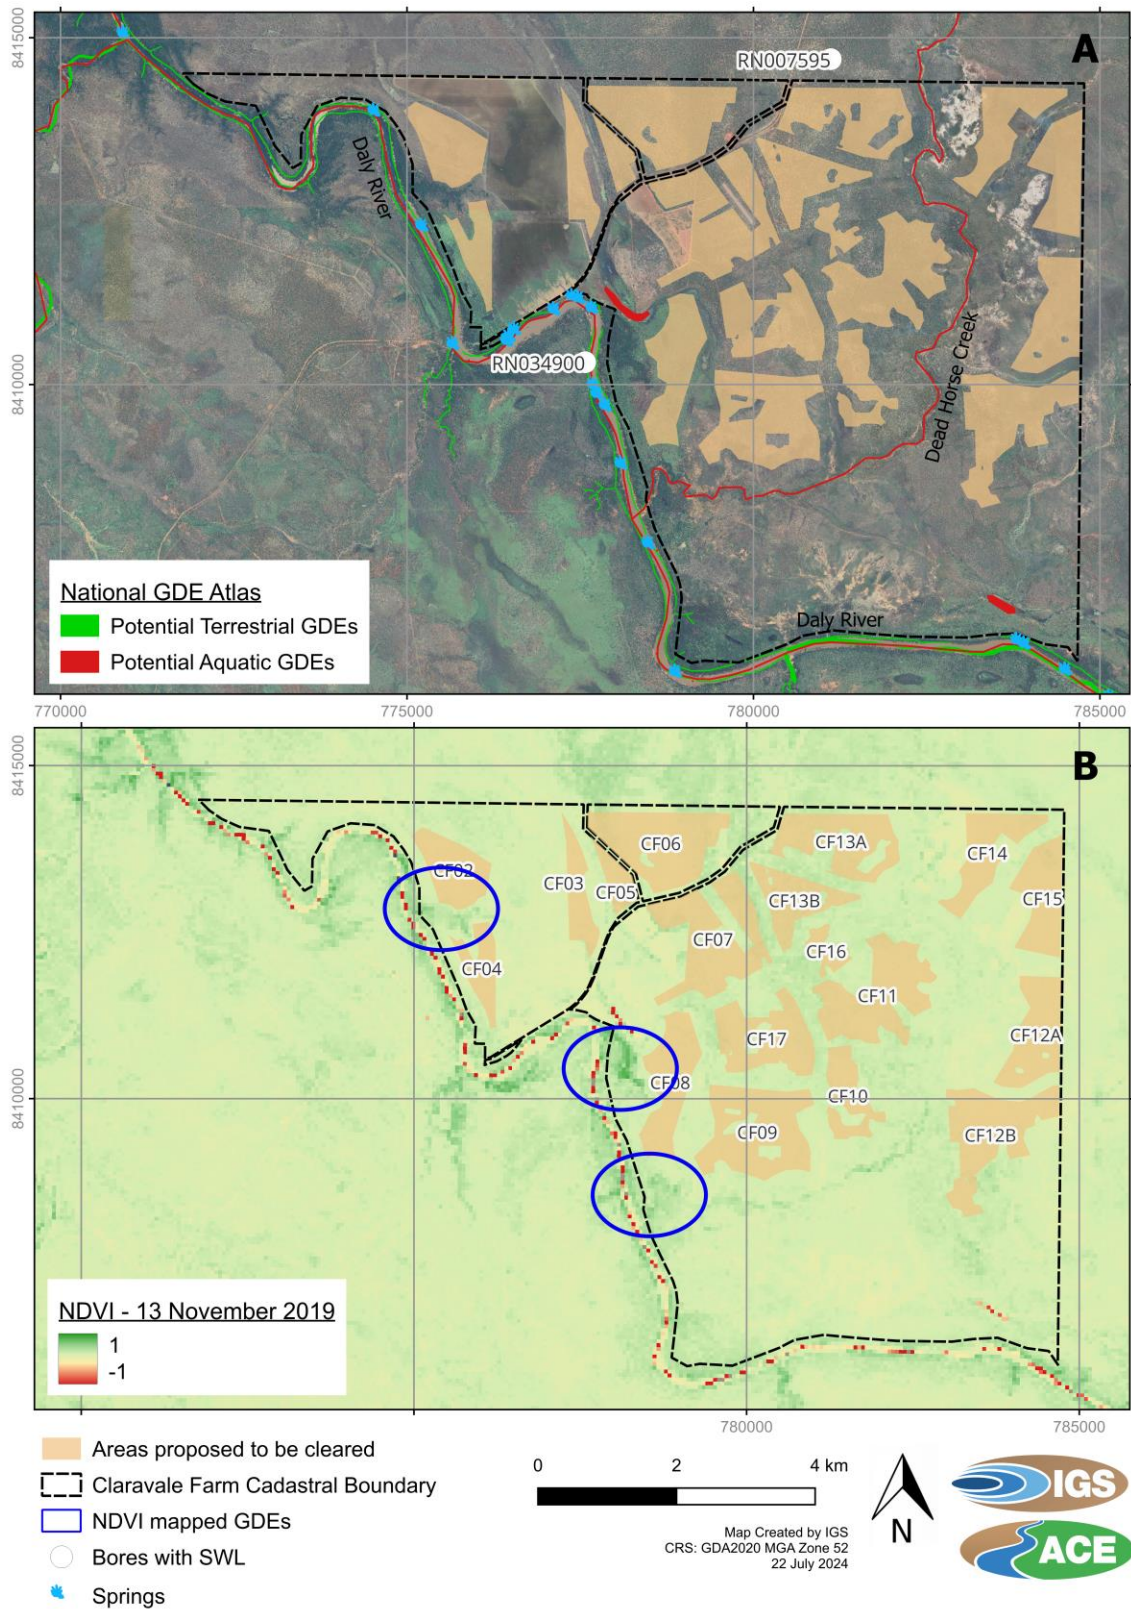 A
RN007595
8415000
Daly River
RN034900
8410000
Dead Horse Creek
Daly River
National GDE Atlas
Potential Terrestrial GDEs
Potential Aquatic GDEs
770000
775000
780000
785000
B
8415000
CF06
CF13A
CF14
CF02
CF03
CF05
CF13B
CF15
CF07
CF16
CF04
CF11
CF17
CF12A
CF08
CF10
8410000
CF09
CF12B
NDVI - 13 November 2019
1
-1
780000
785000
Areas proposed to be cleared
Claravale Farm Cadastral Boundary
NDVI mapped GDEs
Bores with SWL
Springs
0 2 4 km
Map Created by IGS
CRS: GDA2020 MGA Zone 52
22 July 2024
N
IGS
ACE